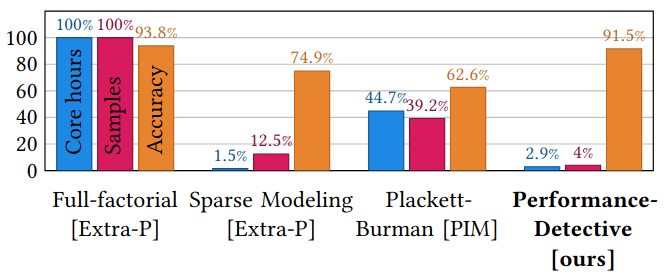 100% 100% 93.8%
74.9%
91.5%
62.6%
44.7% 39.2%
12.5%
1.5%
2.9% 4%
100
80
60
40
20
0
Core hours
Samples
Accuracy
Full-factorial
[Extra-P]
Sparse Modeling
[Extra-P]
Plackett-
Burman [PIM]
Performance-
Detective
[ours]